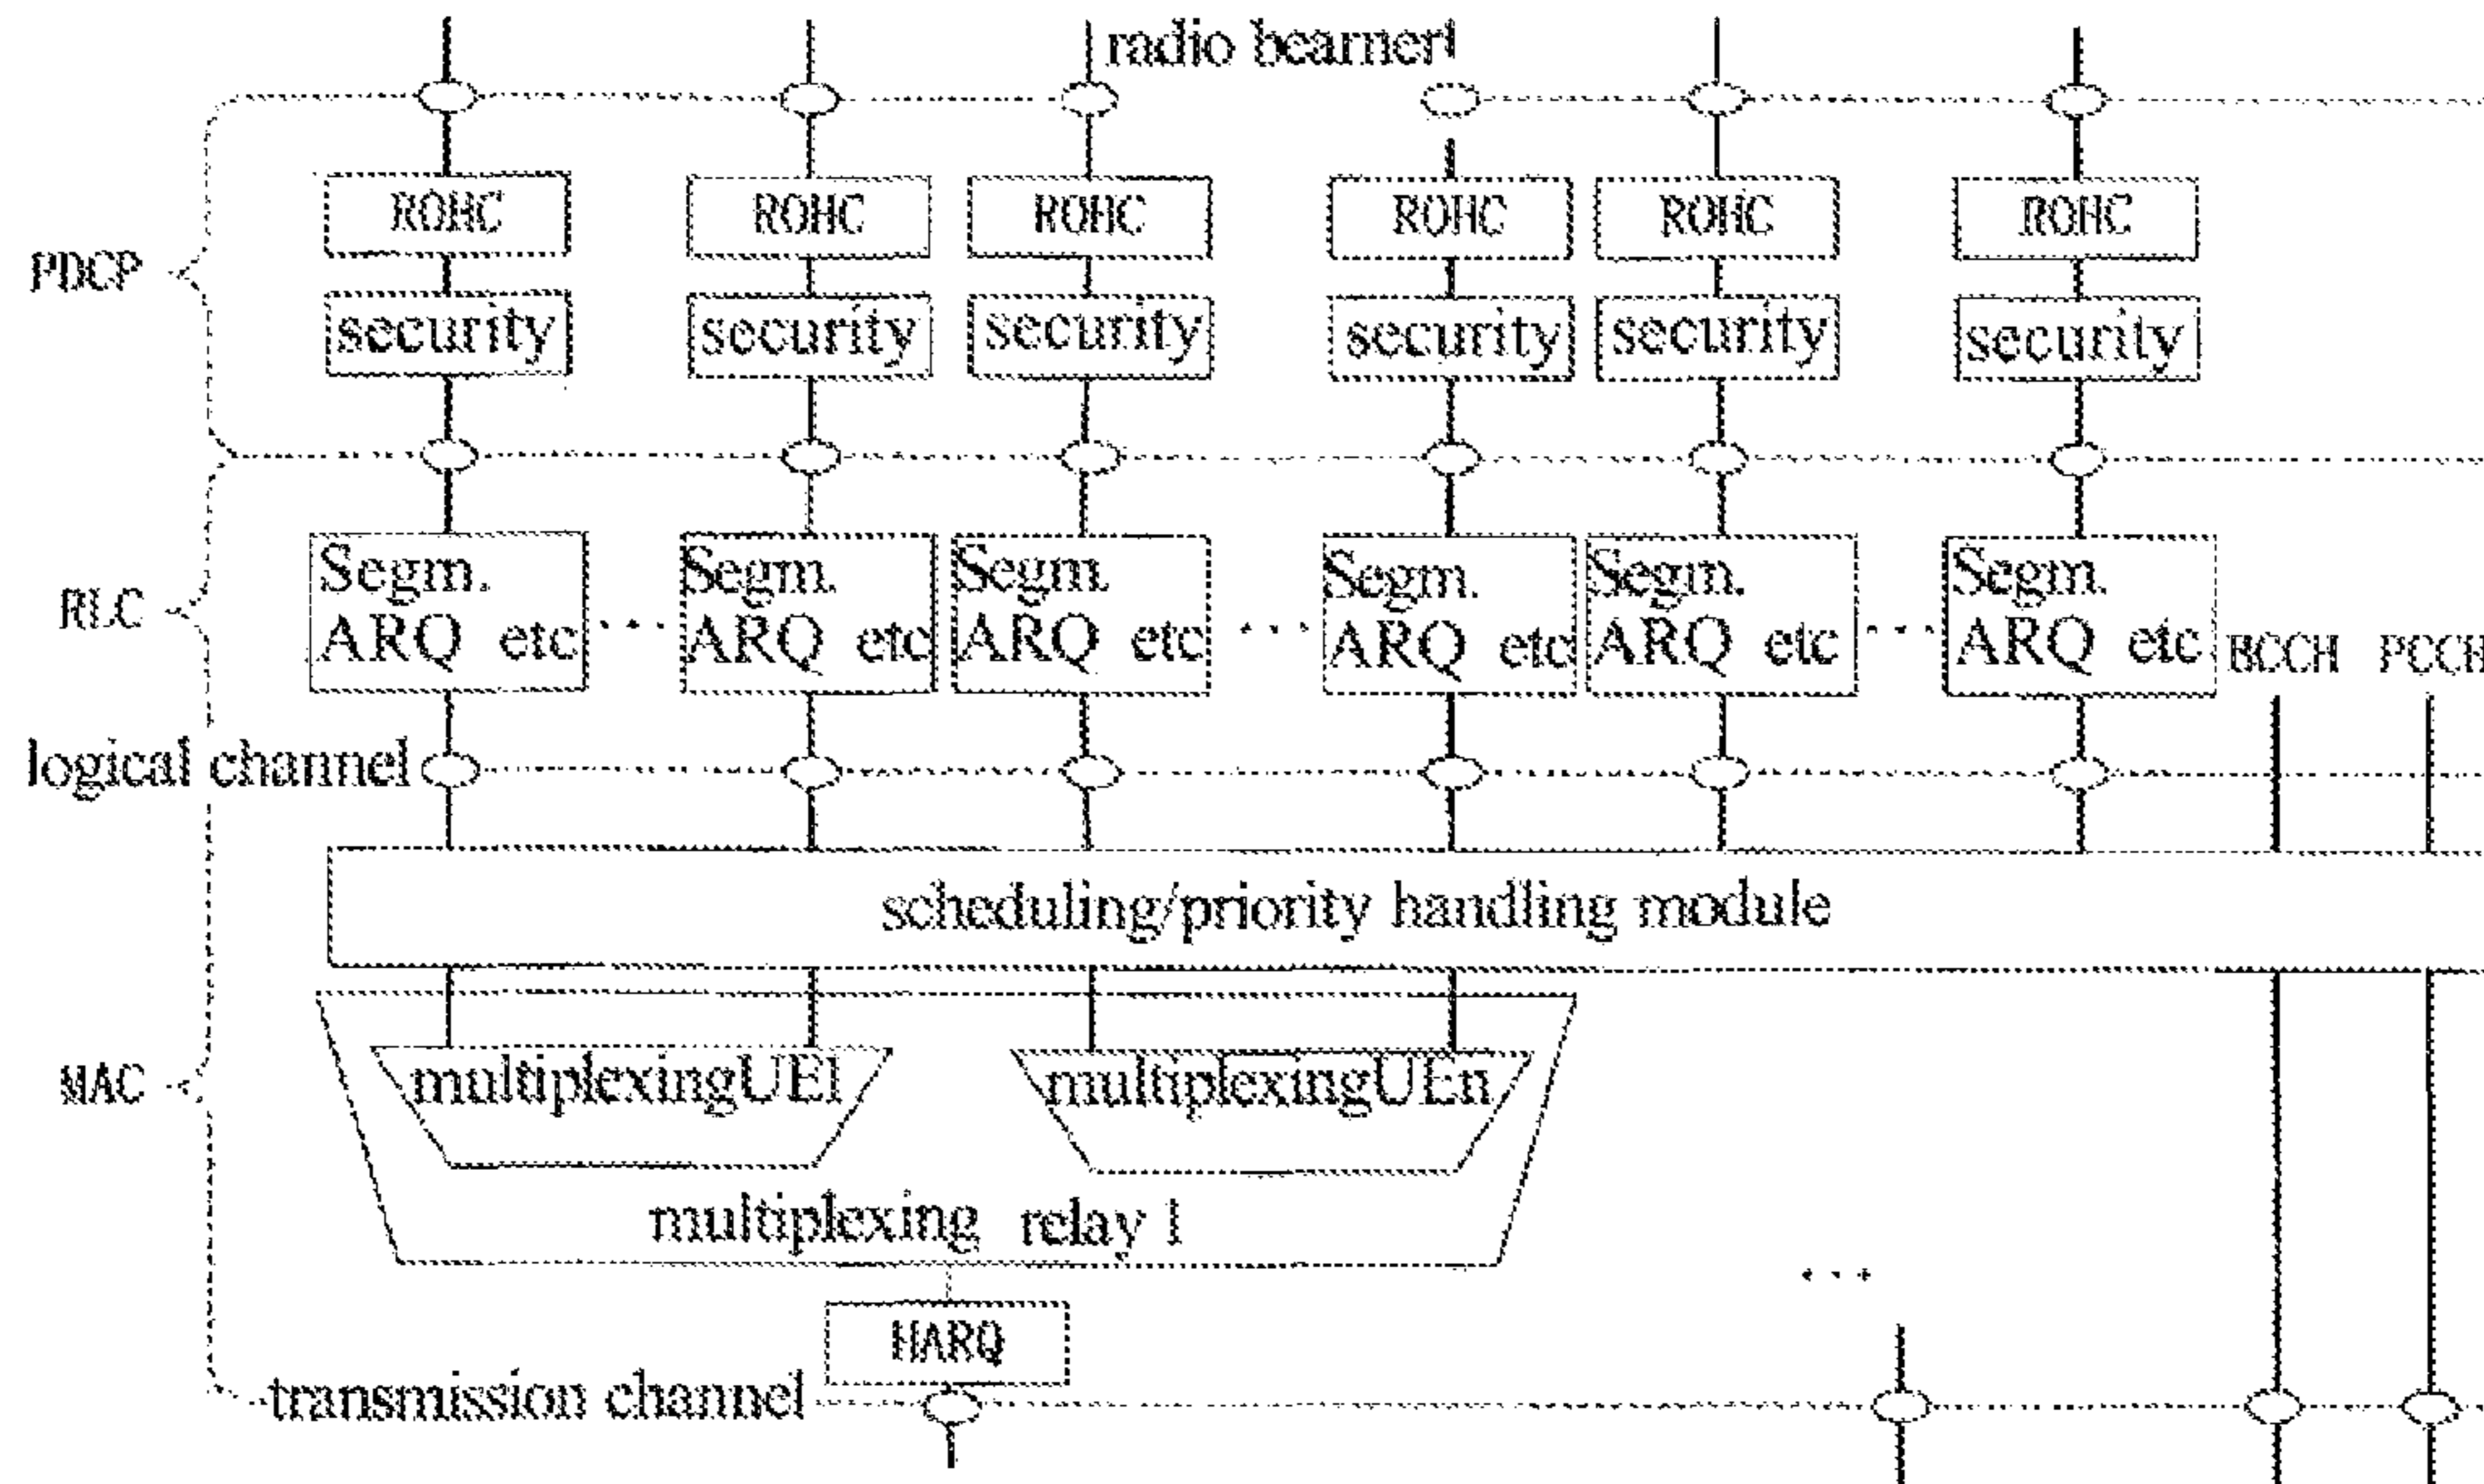 radio bearner
ROHC ROHC ROHC ROHC ROHC ROHC
PDCP
security security security security security security
Segm. Segm. Segm. Segm. Segm. Segm.
RLC
ARQ etc ... ARQ etc ARQ etc ... ARQ etc ARQ etc ... ARQ etc BCCH PCCH
logical channel
scheduling/priority handling module
MAC
multiplexingUE1 multiplexingUEn
multiplexing relay 1
...
HARQ
transmission channel